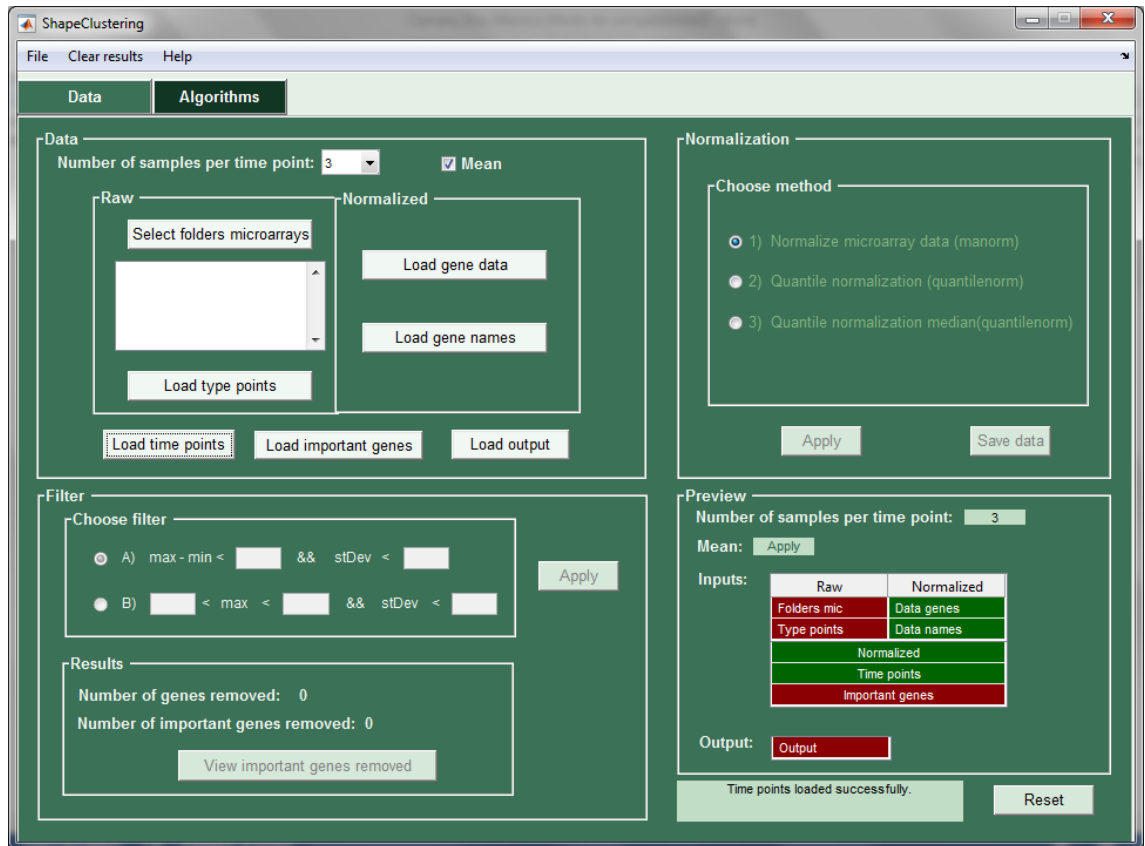 ShapeClustering
File Clear results Help
Data Algorithms
Data
Number of samples per time point: 3 Mean
Raw
Select folders microarrays
Load type points
Normalized
Load gene data
Load gene names
Load time points Load important genes Load output
Normalization
Choose method
1) Normalize microarray data (manorm)
2) Quantile normalization (quantilenorm)
3) Quantile normalization median(quantilenorm)
Apply Save data
Filter
Choose filter
A) max - min < && stDev <
B) < max < && stDev <
Apply
Results
Number of genes removed: 0
Number of important genes removed: 0
View important genes removed
Preview
Number of samples per time point: 3
Mean: Apply
Inputs:
Raw Normalized
Folders mic Data genes
Type points Data names
Normalized
Time points
Important genes
Output: Output
Time points loaded successfully.
Reset